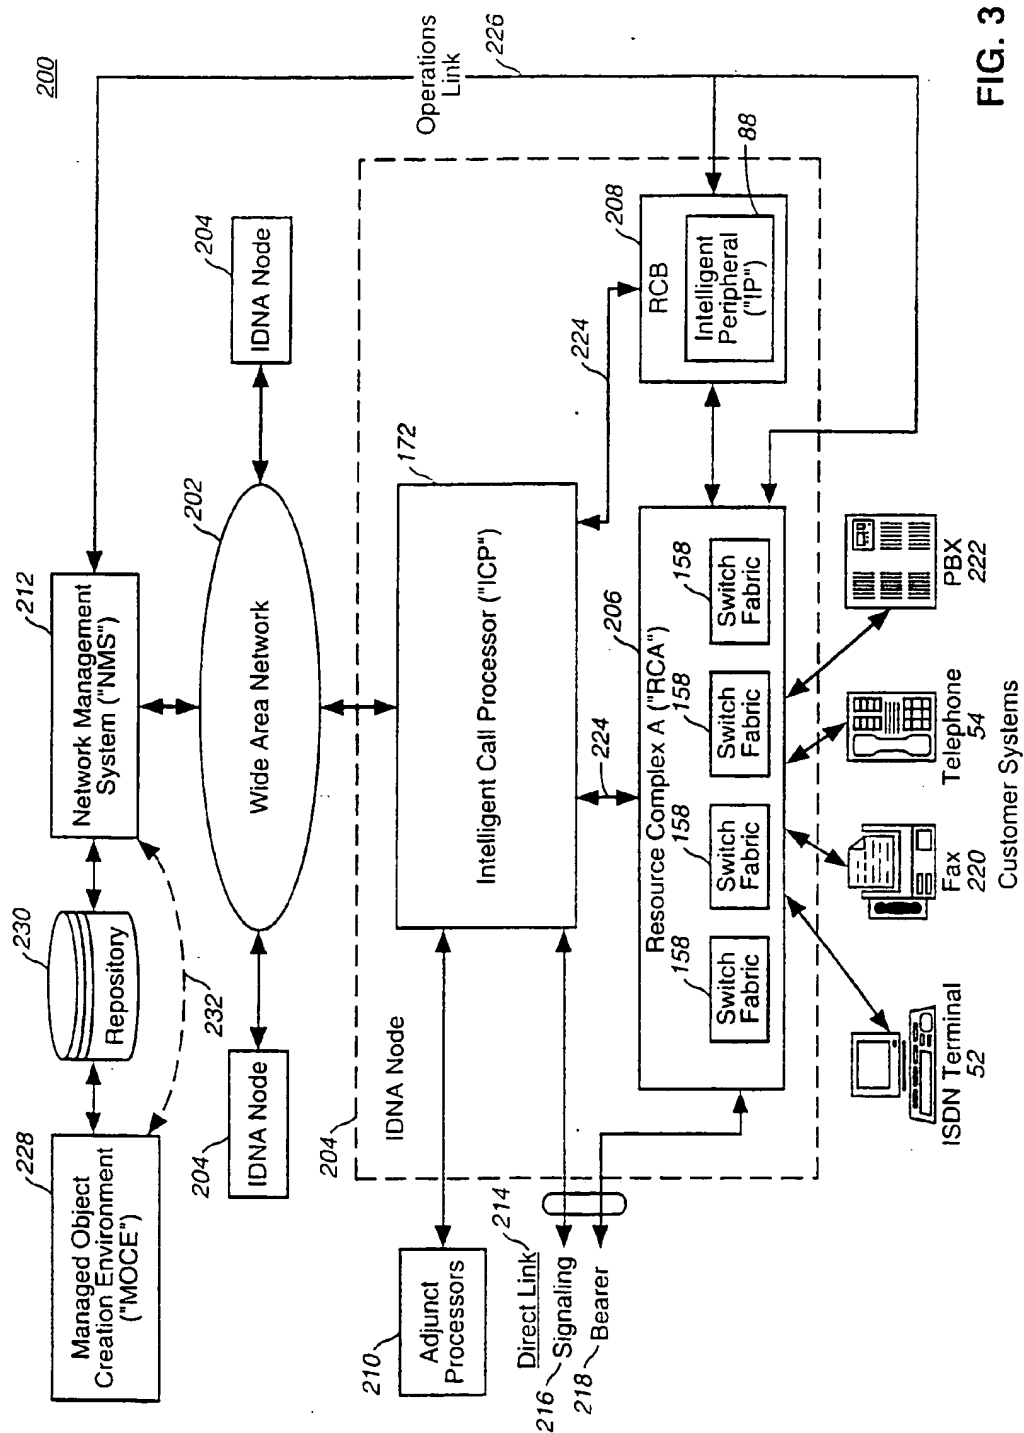 200
228
Managed Object
Creation Environment
("MOCE")
230
Repository
232
212
Network Management
System ("NMS")
204
IDNA Node
202
Wide Area Network
204
IDNA Node
Operations
Link
226
204
IDNA Node
210
Adjunct
Processors
Direct Link
214
216
Signaling
218
Bearer
172
Intelligent Call Processor ("ICP")
224
224
206
Resource Complex A ("RCA")
158
Switch
Fabric
158
Switch
Fabric
158
Switch
Fabric
158
Switch
Fabric
208
RCB
Intelligent
Peripheral
("IP")
88
ISDN Terminal
52
Fax
220
Telephone
54
PBX
222
Customer Systems
FIG. 3